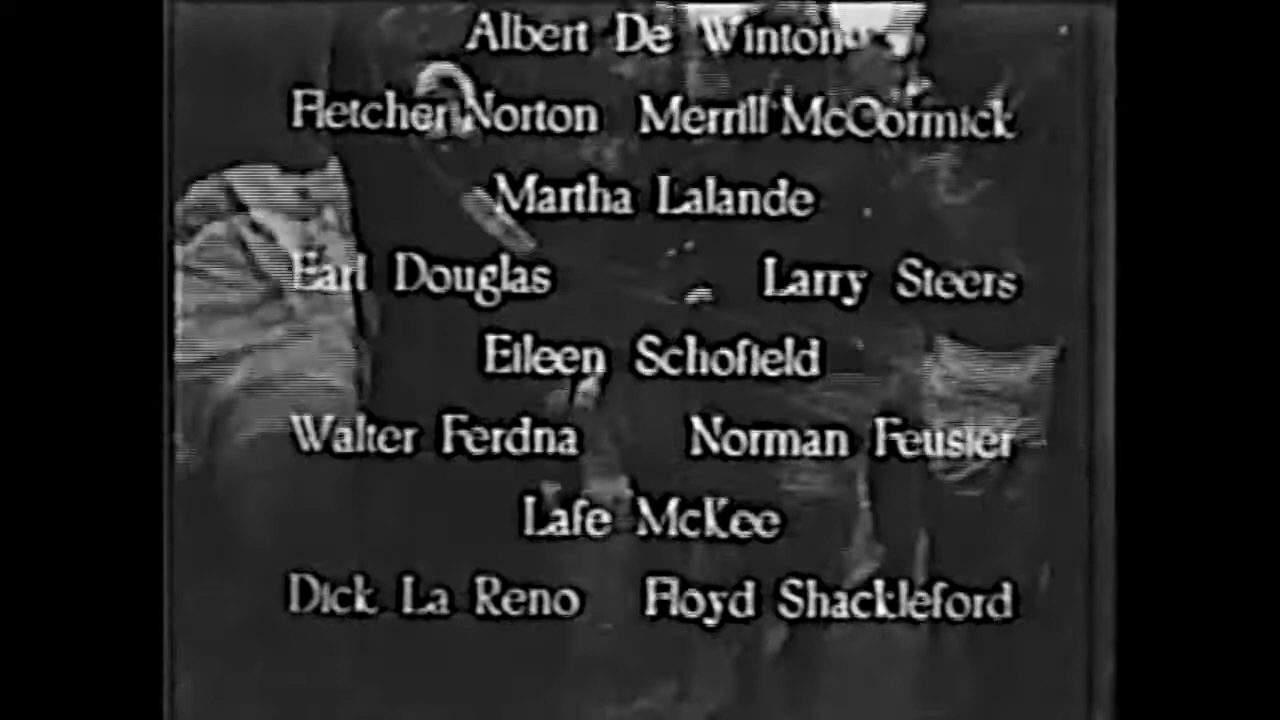 Albert De Winton
Fletcher Norton Merrill McCormick
Martha Lalande
Earl Douglas Larry Steers
Eileen Schofield
Walter Ferdna Norman Feusier
Lafe McKee
Dick La Reno Floyd Shackleford